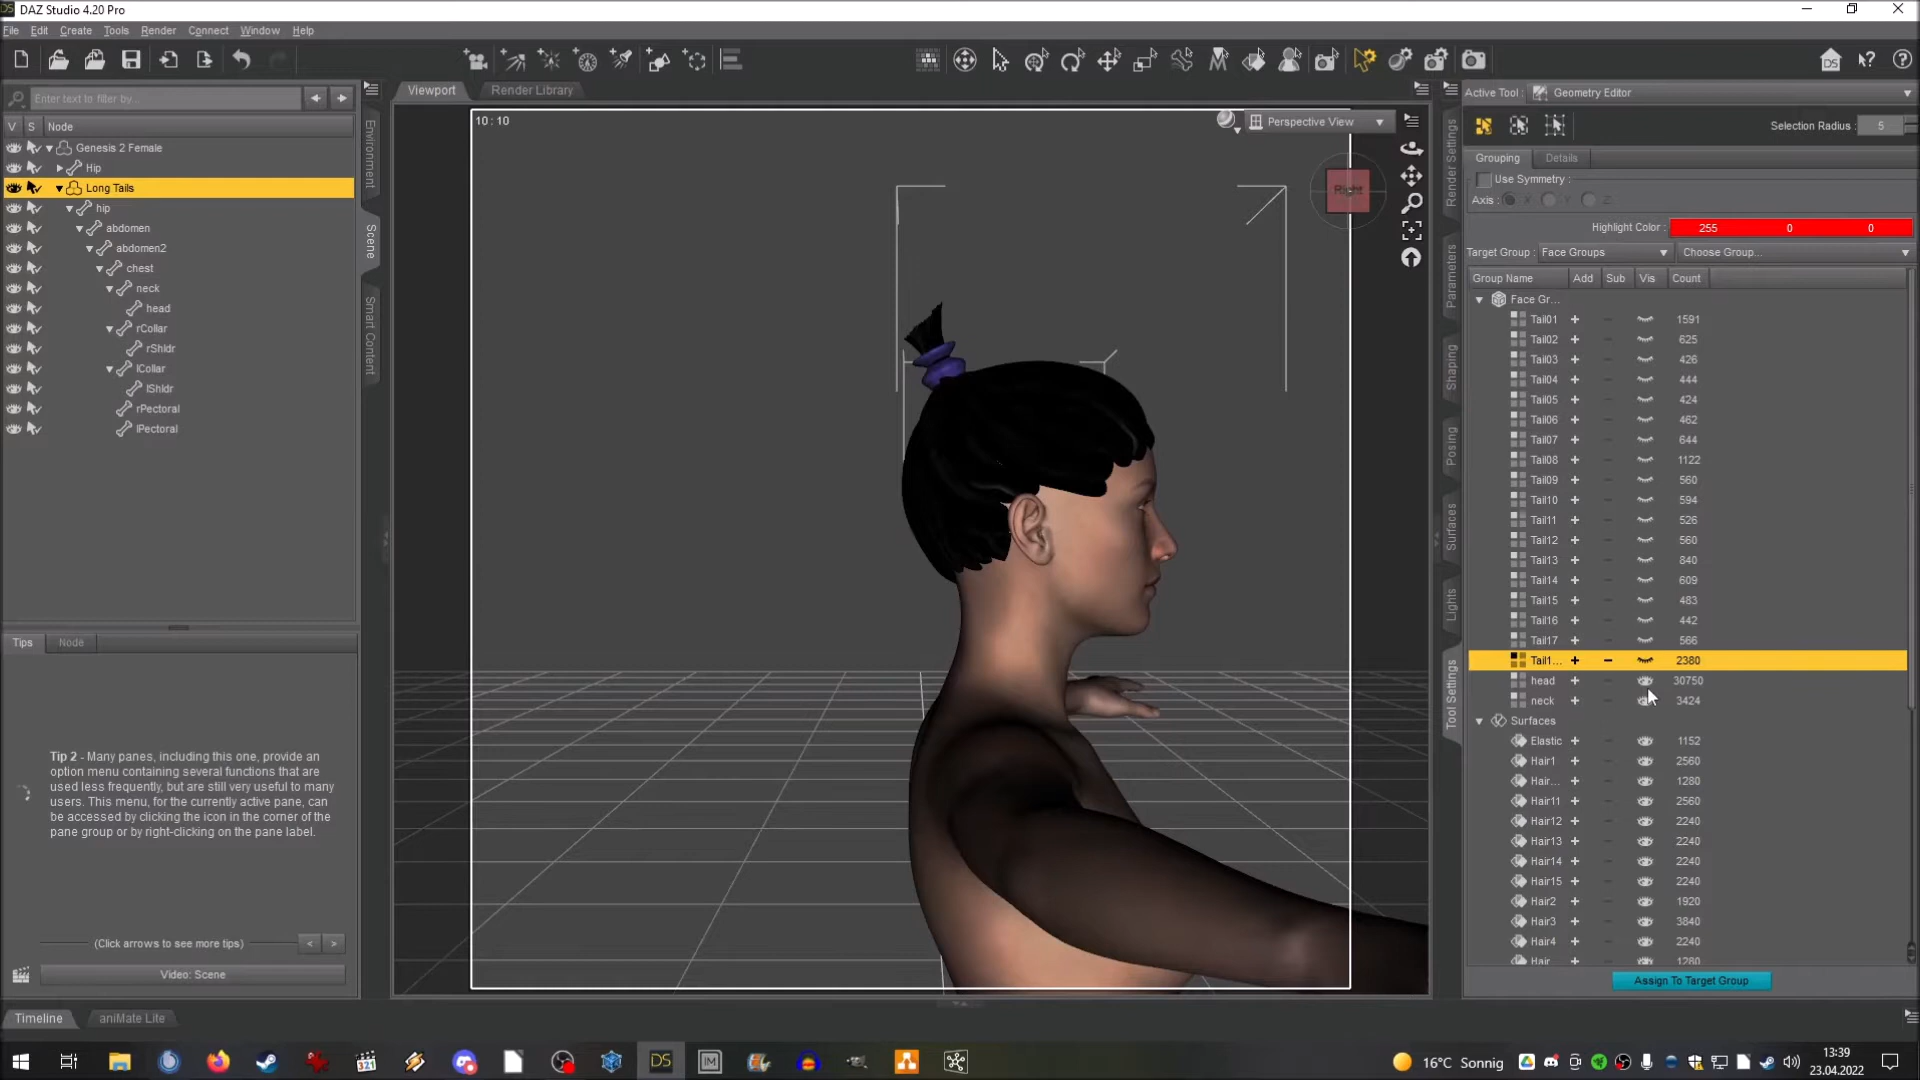 DAZ Studio 4.20 Pro
File Edit Create Tools Render Connect Window Help
Enter text to filter by...
V S Node
Genesis 2 Female
Hip
Long Tails
hip
abdomen
abdomen2
chest
neck
head
rCollar
rShldr
lCollar
lShldr
rPectoral
lPectoral
Environment
Scene
Smart Content
Tips Node
Tip 2 - Many panes, including this one, provide an
option menu containing several functions that are
used less frequently, but are still very useful to many
users. This menu, for the currently active pane, can
be accessed by clicking the icon in the corner of the
pane group or by right-clicking on the pane label.
(Click arrows to see more tips) < >
Video: Scene
Viewport Render Library
10 : 10
Perspective View
Right
Render Settings
Parameters
Shaping
Posing
Surfaces
Lights
Tool Settings
Active Tool : Geometry Editor
Selection Radius : 5
Grouping Details
Use Symmetry :
Axis : X Y Z
Highlight Color : 255 0 0
Target Group : Face Groups Choose Group...
Group Name Add Sub Vis Count
Face Gr...
Tail01 + - 1591
Tail02 + - 625
Tail03 + - 426
Tail04 + - 444
Tail05 + - 424
Tail06 + - 462
Tail07 + - 644
Tail08 + - 1122
Tail09 + - 560
Tail10 + - 594
Tail11 + - 526
Tail12 + - 560
Tail13 + - 840
Tail14 + - 609
Tail15 + - 483
Tail16 + - 442
Tail17 + - 566
Tail1... + - 2380
head + - 30750
neck + - 3424
Surfaces
Elastic + - 1152
Hair1 + - 2560
Hair... + - 1280
Hair11 + - 2560
Hair12 + - 2240
Hair13 + - 2240
Hair14 + - 2240
Hair15 + - 2240
Hair2 + - 1920
Hair3 + - 3840
Hair4 + - 2240
Hair 1280
Assign To Target Group
Timeline aniMate Lite
DS
321
16°C Sonnig
13:39
23.04.2022